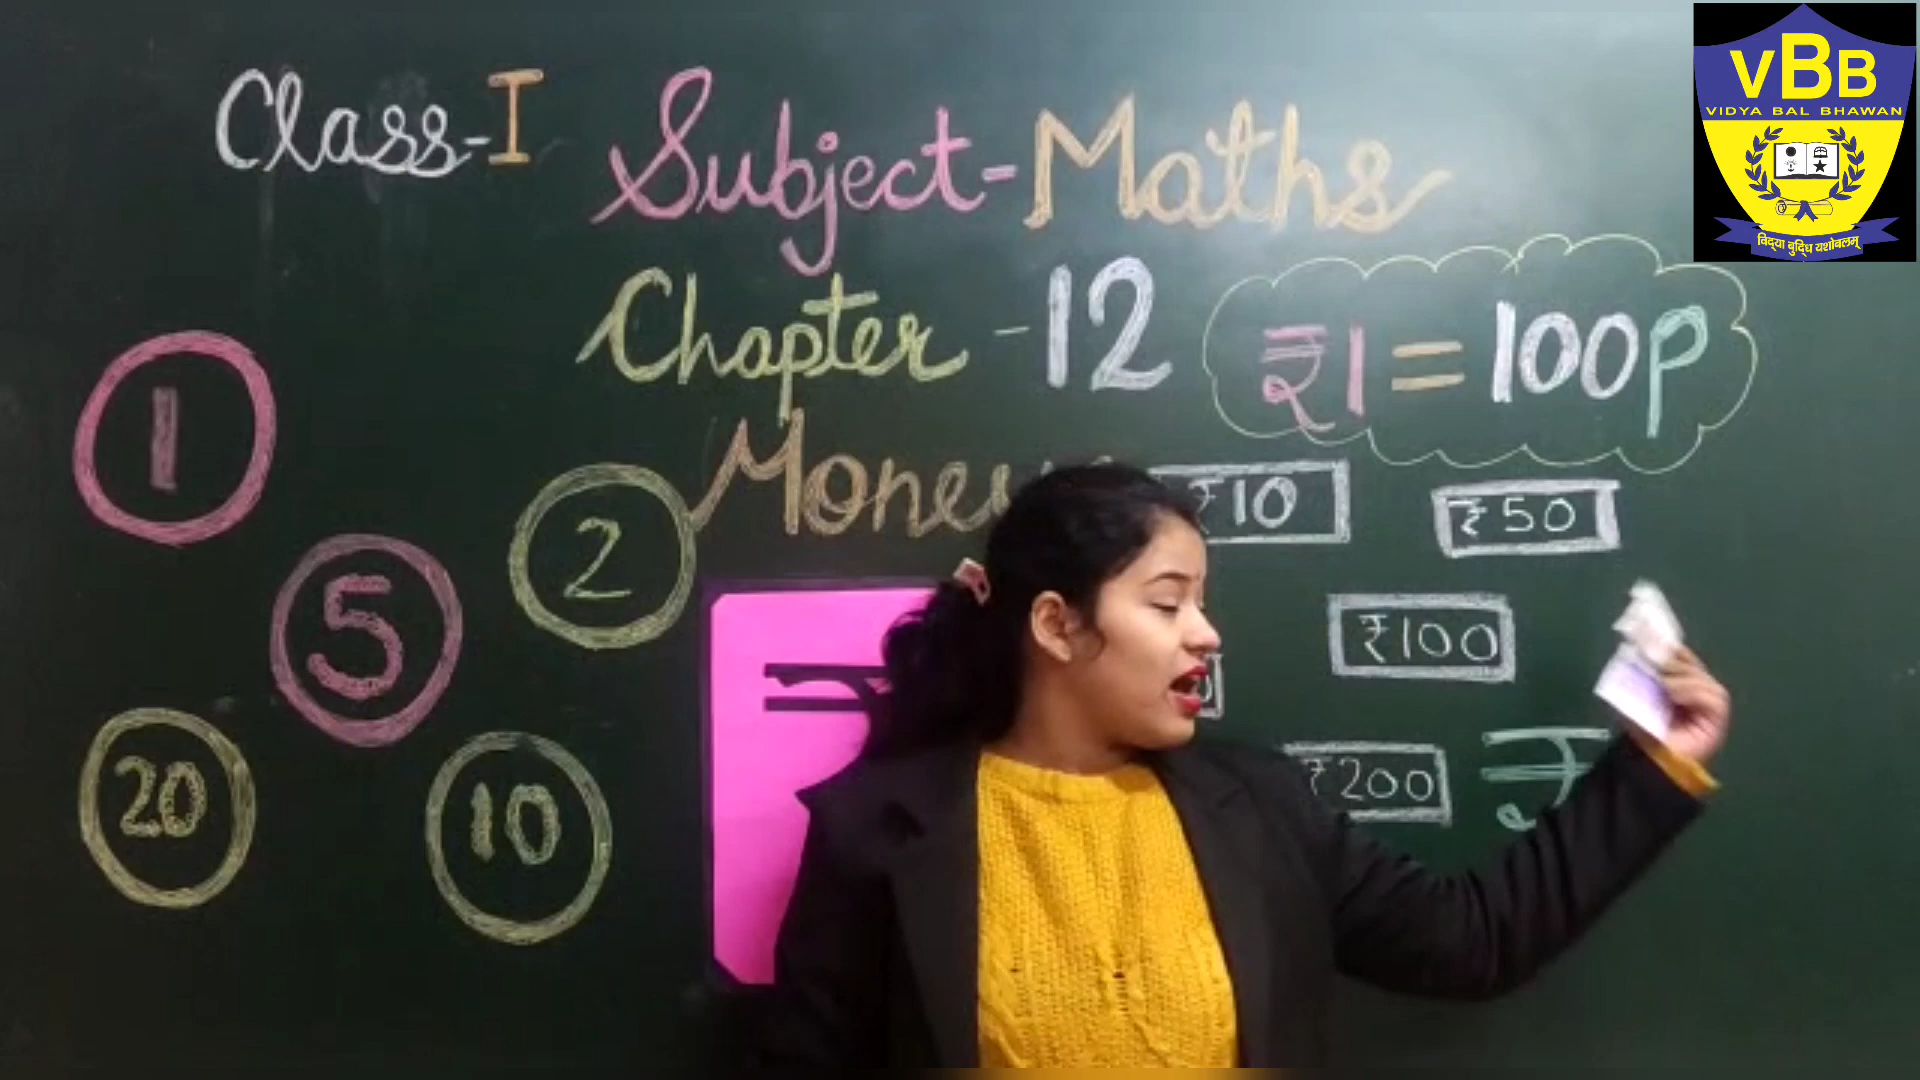 Class-I
Subject-Maths
Chapter -12
Money
₹1 = 100P
1
2
5
20
10
₹10
₹50
₹100
₹200
₹
VBB
VIDYA BAL BHAWAN
विद्या बुद्धि यशोबलम्